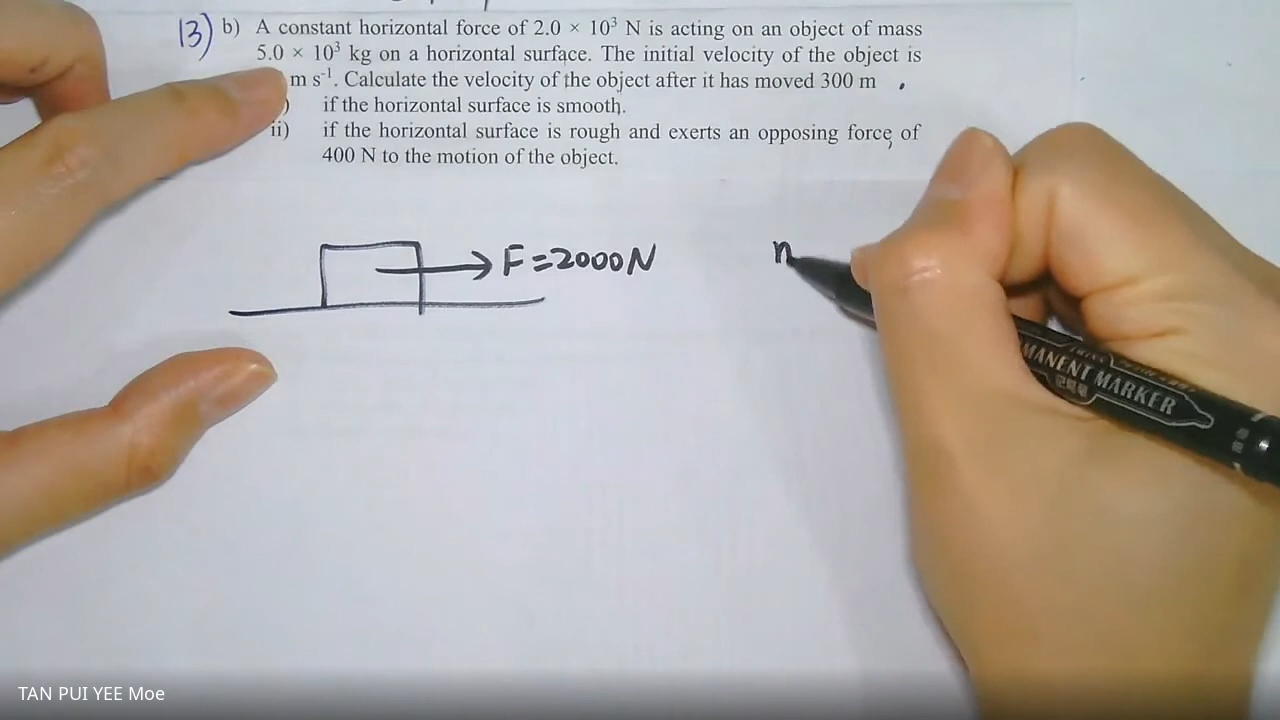 13) b) A constant horizontal force of 2.0 × 10³ N is acting on an object of mass
5.0 × 10³ kg on a horizontal surface. The initial velocity of the object is
m s⁻¹. Calculate the velocity of the object after it has moved 300 m
) if the horizontal surface is smooth.
ii) if the horizontal surface is rough and exerts an opposing force of
400 N to the motion of the object.
F = 2000N
MANENT MARKER
TAN PUI YEE Moe